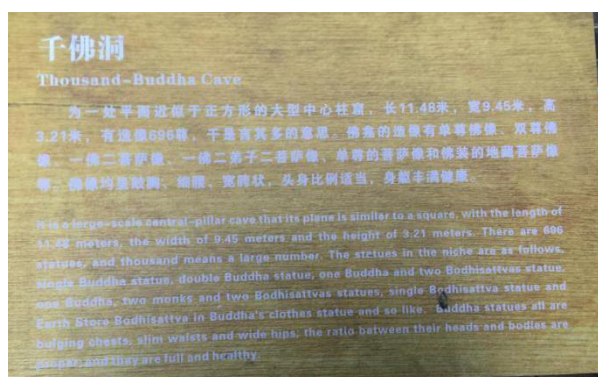 千佛洞
Thousand-Buddha Cave
为一处平面近似于正方形的大型中心柱窟，长11.48米，宽9.45米，高
3.21米，有造像696尊，千是言其多的意思，佛龛的造像有单尊佛像、双尊佛
像、一佛二菩萨像、一佛二弟子二菩萨像、单尊的菩萨像和佛装的地藏菩萨像
等，佛像均是鼓胸、细腰、宽胯状，头身比例适当，身躯丰满健康。
It is a large-scale central-pillar cave that its plane is similar to a square, with the length of
11.48 meters, the width of 9.45 meters and the height of 3.21 meters. There are 696
statues, and thousand means a large number. The stctues in the niche are as follows,
single Buddha statue, double Buddha statue, one Buddha and two Bodhisattvas statue,
one Buddha, two monks and two Bodhisattvas statues, single Bodhisattva statue and
Earth Store Bodhisattva in Buddha's clothes statue and so like. Buddha statues all are
bulging chests, slim waists and wide hips, the ratio between their heads and bodies are
proper and they are full and healthy.